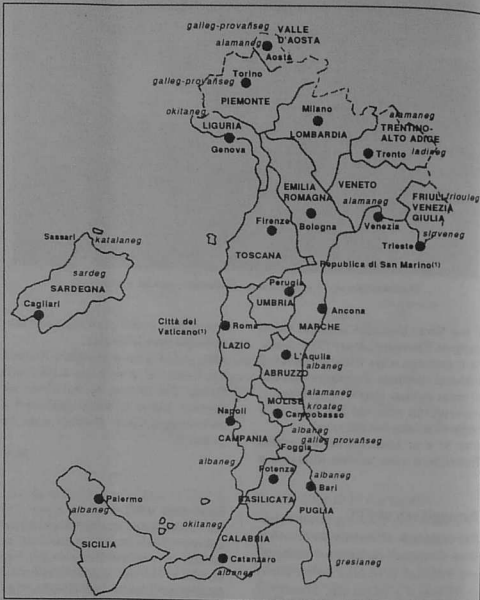 galleg-provañseg
VALLE
D'AOSTA
alamaneg
Aosta
Torino
galleg-provañseg
PIEMONTE
okitaneg
LIGURIA
Genova
Milano
LOMBARDIA
alamaneg
TRENTINO-
ALTO ADIGE
Trento
ladineg
VENETO
alamaneg
Venezia
FRIULI
VENEZIA
GIULIA
friouleg
sloveneg
Trieste
EMILIA
ROMAGNA
Bologna
Firenze
TOSCANA
Republica di San Marino(1)
Sassari
katalaneg
sardeg
SARDEGNA
Cagliari
Perugia
UMBRIA
Ancona
MARCHE
Città del
Vaticano(1)
Roma
LAZIO
L'Aquila
ABRUZZO
albaneg
alamaneg
MOLISE
kroateg
Campobasso
Napoli
CAMPANIA
albaneg
galleg provañseg
Foggia
albaneg
Potenza
BASILICATA
albaneg
Bari
PUGLIA
Palermo
albaneg
SICILIA
okitaneg
CALABRIA
Catanzaro
albaneg
gresianeg